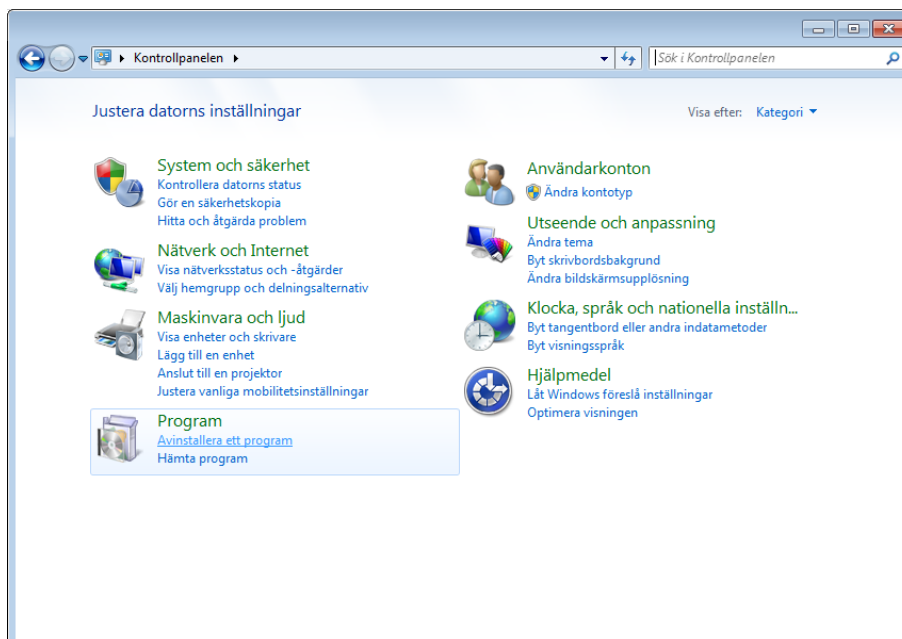 Kontrollpanelen
Sök i Kontrollpanelen
Justera datorns inställningar
Visa efter: Kategori
System och säkerhet
Kontrollera datorns status
Gör en säkerhetskopia
Hitta och åtgärda problem
Nätverk och Internet
Visa nätverksstatus och -åtgärder
Välj hemgrupp och delningsalternativ
Maskinvara och ljud
Visa enheter och skrivare
Lägg till en enhet
Anslut till en projektor
Justera vanliga mobilitetsinställningar
Program
Avinstallera ett program
Hämta program
Användarkonton
Ändra kontotyp
Utseende och anpassning
Ändra tema
Byt skrivbordsbakgrund
Ändra bildskärmsupplösning
Klocka, språk och nationella inställn...
Byt tangentbord eller andra indatametoder
Byt visningsspråk
Hjälpmedel
Låt Windows föreslå inställningar
Optimera visningen